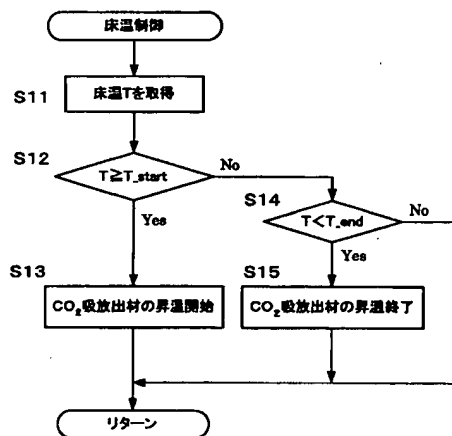 床温制御
S11
床温Tを取得
S12
T≧T_start
No
Yes
S14
T<T_end
No
Yes
S13
CO₂吸放出材の昇温開始
S15
CO₂吸放出材の昇温終了
リターン